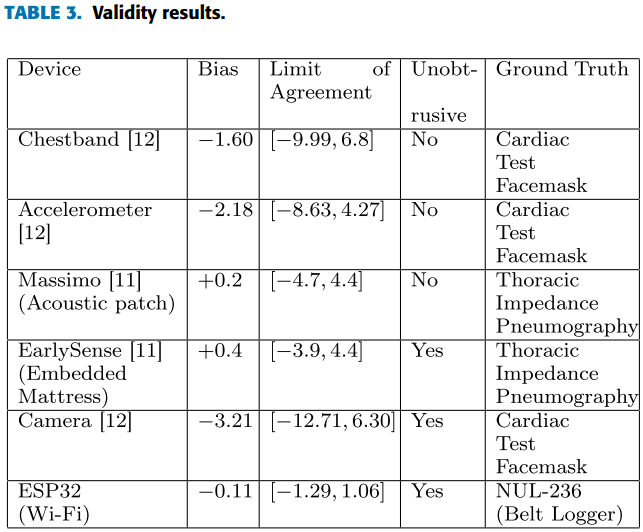 TABLE 3. Validity results.
Device Bias Limit of Agreement Unobt-rusive Ground Truth
Chestband [12] −1.60 [−9.99, 6.8] No Cardiac Test Facemask
Accelerometer [12] −2.18 [−8.63, 4.27] No Cardiac Test Facemask
Massimo [11] (Acoustic patch) +0.2 [−4.7, 4.4] No Thoracic Impedance Pneumography
EarlySense [11] (Embedded Mattress) +0.4 [−3.9, 4.4] Yes Thoracic Impedance Pneumography
Camera [12] −3.21 [−12.71, 6.30] Yes Cardiac Test Facemask
ESP32 (Wi-Fi) −0.11 [−1.29, 1.06] Yes NUL-236 (Belt Logger)